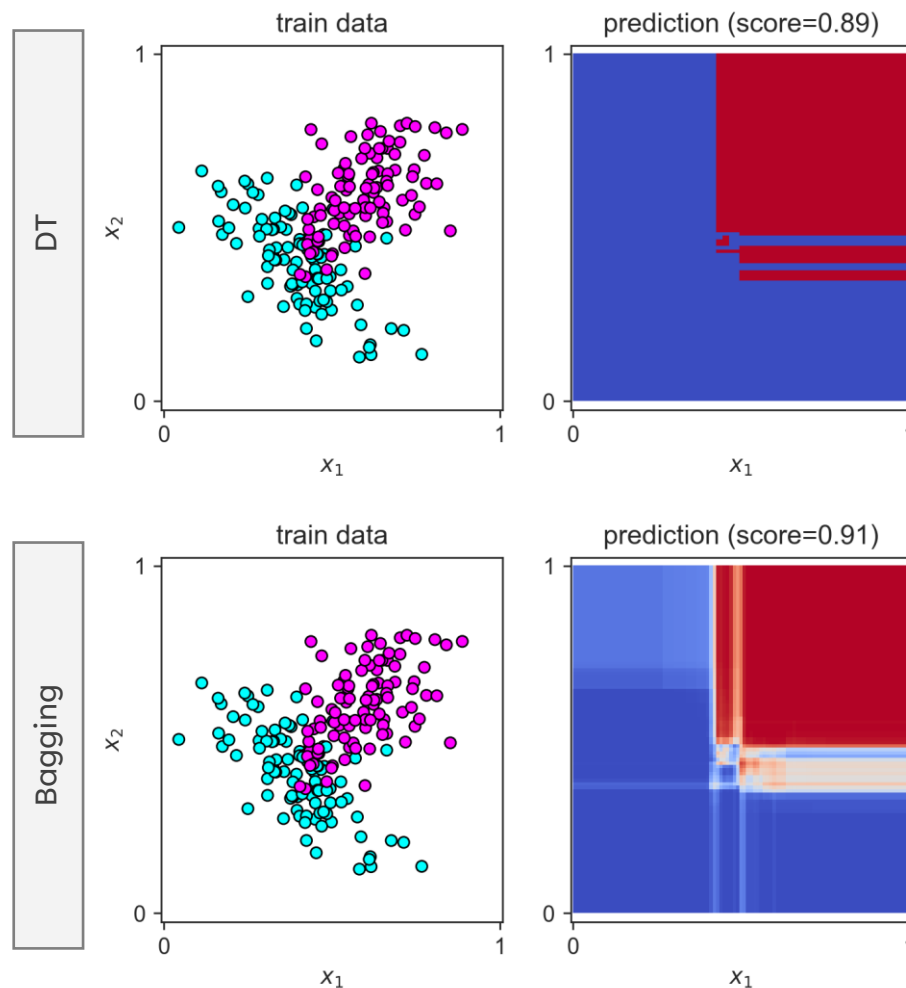 train data
prediction (score=0.89)
DT
1
x₂
0
0
1
x₁
1
0
0
x₁
train data
prediction (score=0.91)
Bagging
1
x₂
0
0
1
x₁
1
0
0
x₁